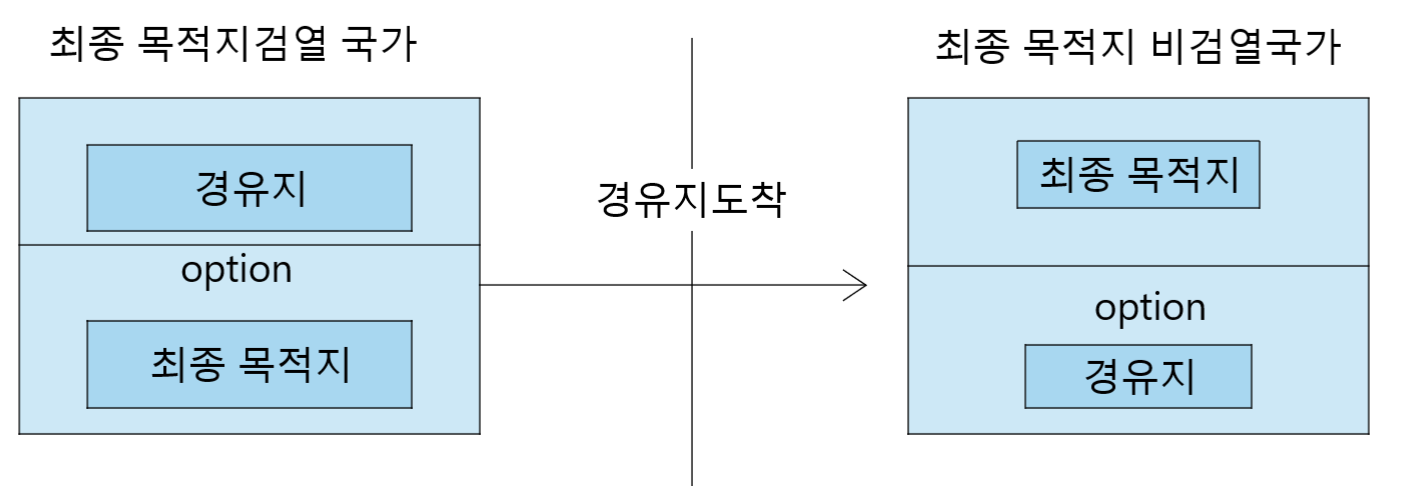 최종 목적지검열 국가
경유지
option
최종 목적지
경유지도착
최종 목적지 비검열국가
최종 목적지
option
경유지